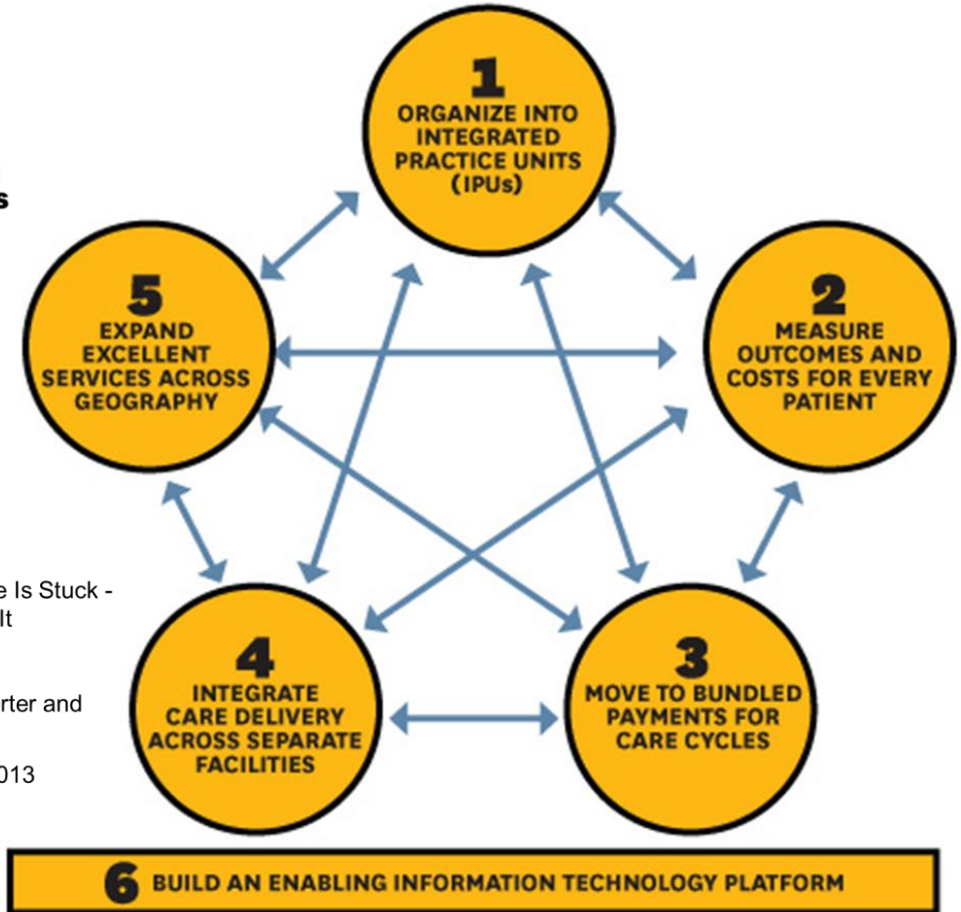 s
1
ORGANIZE INTO
INTEGRATED
PRACTICE UNITS
(IPUs)
5
EXPAND
EXCELLENT
SERVICES ACROSS
GEOGRAPHY
2
MEASURE
OUTCOMES AND
COSTS FOR EVERY
PATIENT
e Is Stuck -
It
rter and
013
4
INTEGRATE
CARE DELIVERY
ACROSS SEPARATE
FACILITIES
3
MOVE TO BUNDLED
PAYMENTS FOR
CARE CYCLES
6 BUILD AN ENABLING INFORMATION TECHNOLOGY PLATFORM